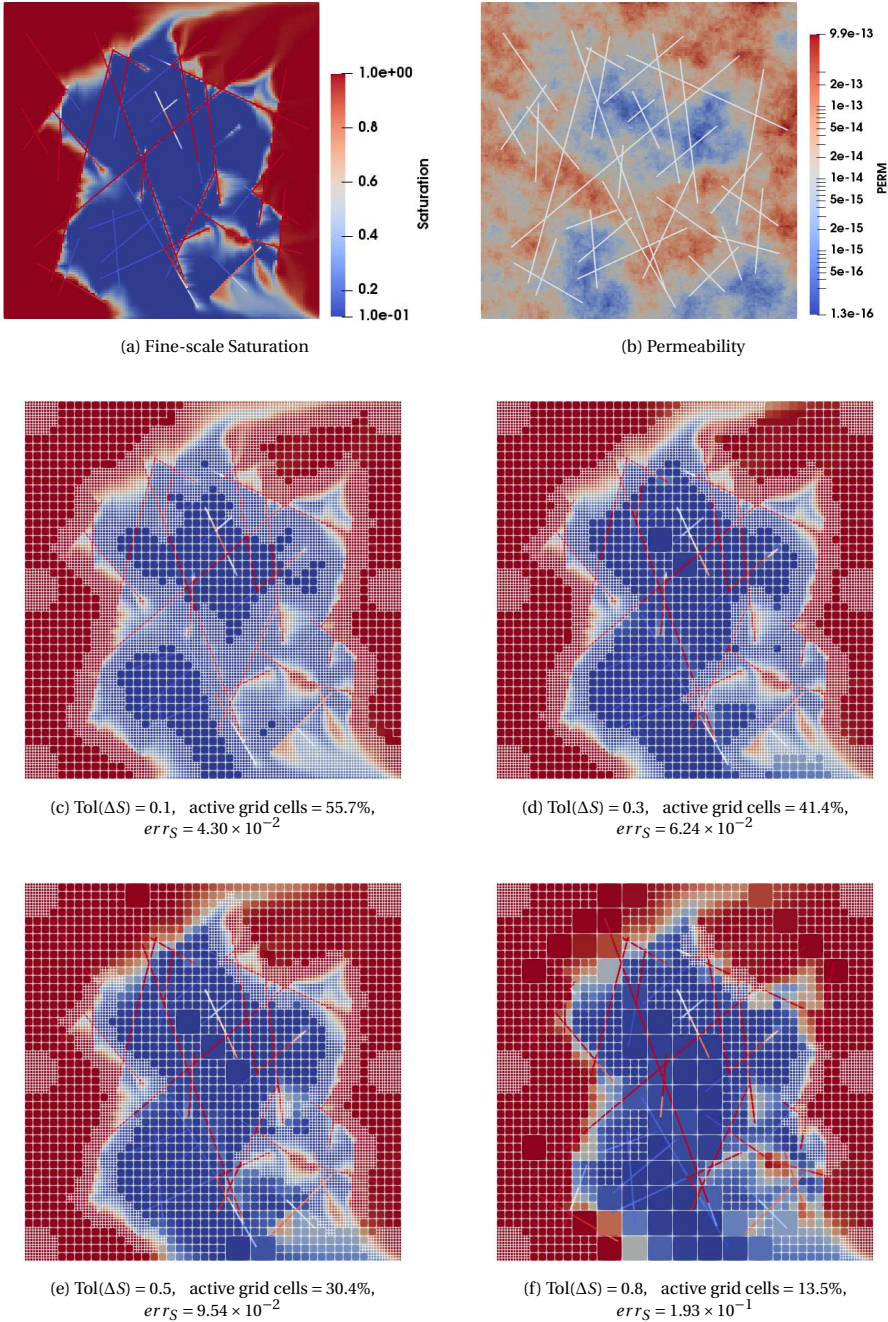 1.0e+00
0.8
0.6
0.4
0.2
1.0e-01
Saturation
9.9e-13
2e-13
1e-13
5e-14
2e-14
1e-14
5e-15
2e-15
1e-15
5e-16
1.3e-16
PERM
(a) Fine-scale Saturation
(b) Permeability
(c) Tol(ΔS) = 0.1, active grid cells = 55.7%,
err_S = 4.30 × 10⁻²
(d) Tol(ΔS) = 0.3, active grid cells = 41.4%,
err_S = 6.24 × 10⁻²
(e) Tol(ΔS) = 0.5, active grid cells = 30.4%,
err_S = 9.54 × 10⁻²
(f) Tol(ΔS) = 0.8, active grid cells = 13.5%,
err_S = 1.93 × 10⁻¹